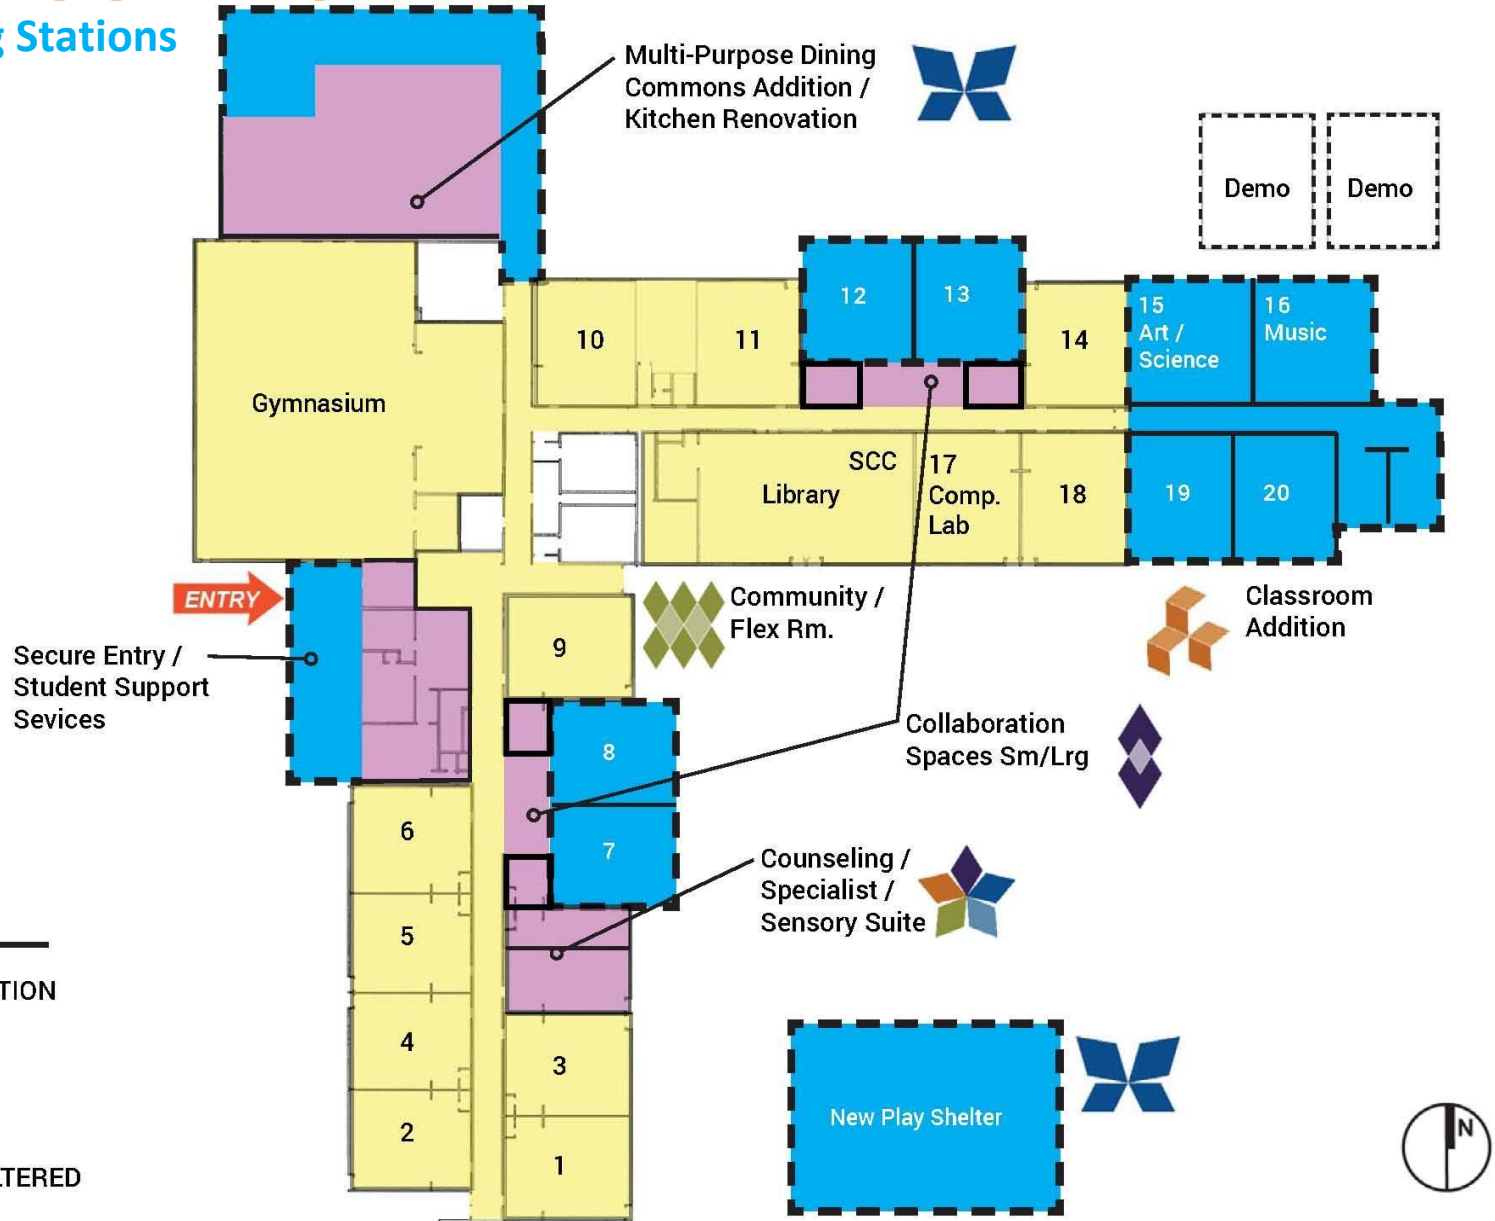 g Stations
Multi-Purpose Dining
Commons Addition /
Kitchen Renovation
Demo
Demo
12
13
15
Art /
Science
16
Music
10
11
14
Gymnasium
SCC
Library
17
Comp.
Lab
18
19
20
ENTRY
Community /
Flex Rm.
Classroom
Addition
9
Secure Entry /
Student Support
Sevices
8
Collaboration
Spaces Sm/Lrg
7
6
Counseling /
Specialist /
Sensory Suite
5
TION
4
3
New Play Shelter
N
2
1
LTERED